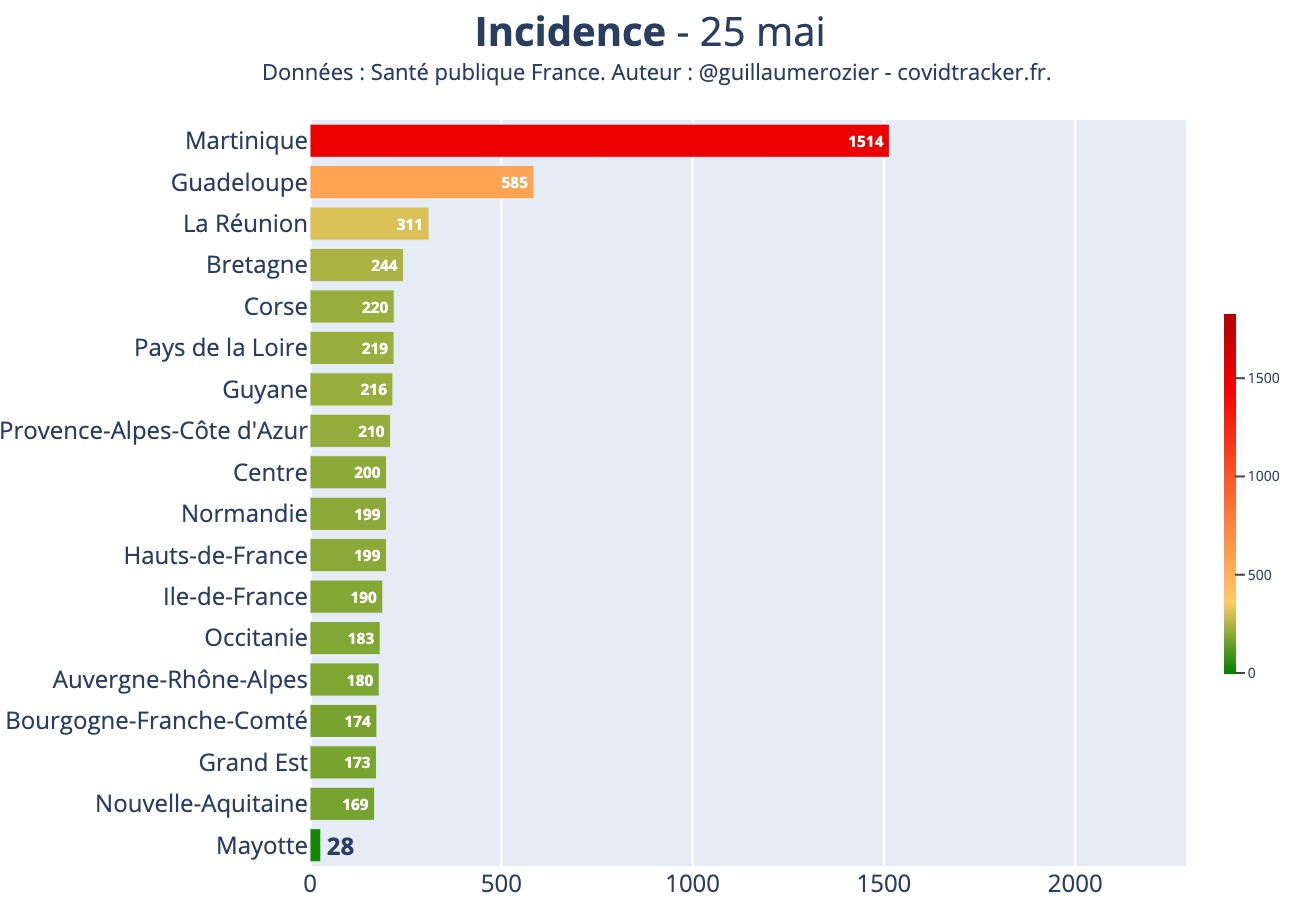 Incidence - 25 mai
Données : Santé publique France. Auteur : @guillaumerozier - covidtracker.fr.
Martinique 1514
Guadeloupe 585
La Réunion 311
Bretagne 244
Corse 220
Pays de la Loire 219
Guyane 216
Provence-Alpes-Côte d'Azur 210
Centre 200
Normandie 199
Hauts-de-France 199
Ile-de-France 190
Occitanie 183
Auvergne-Rhône-Alpes 180
Bourgogne-Franche-Comté 174
Grand Est 173
Nouvelle-Aquitaine 169
Mayotte 28
0 500 1000 1500 2000
1500
1000
500
0